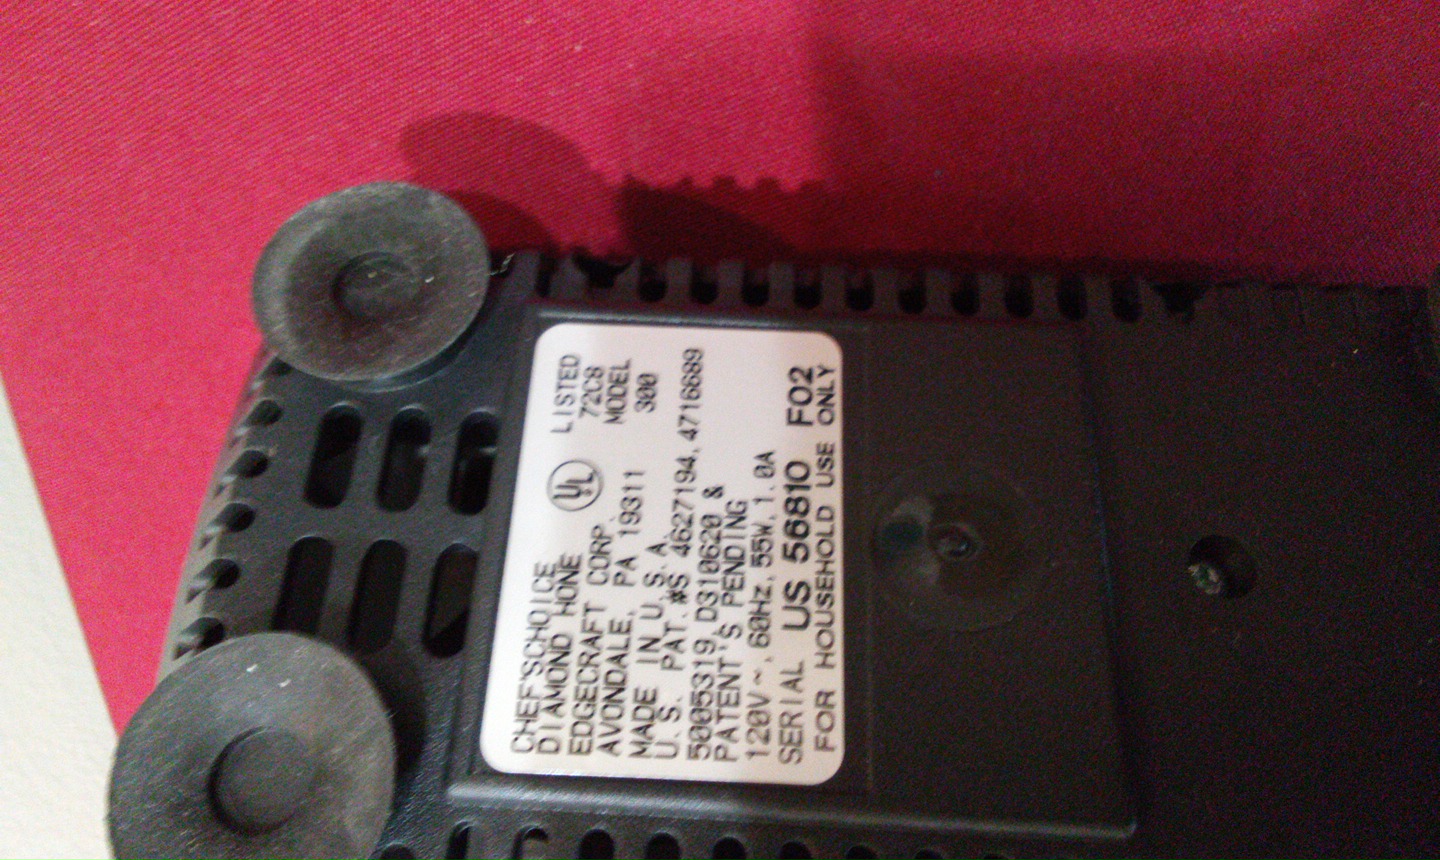 CHEF'SCHOICE
DIAMOND HONE
EDGECRAFT CORP.
AVONDALE, PA 19311
MADE IN U.S.A.
U.S. PAT.#S 4627194, 4716689
5005319, D310620 &
PATENT'S PENDING
120V~, 60Hz, 55W, 1.0A
SERIAL US 56810 F02
FOR HOUSEHOLD USE ONLY
UL
LISTED
72C8
MODEL
300